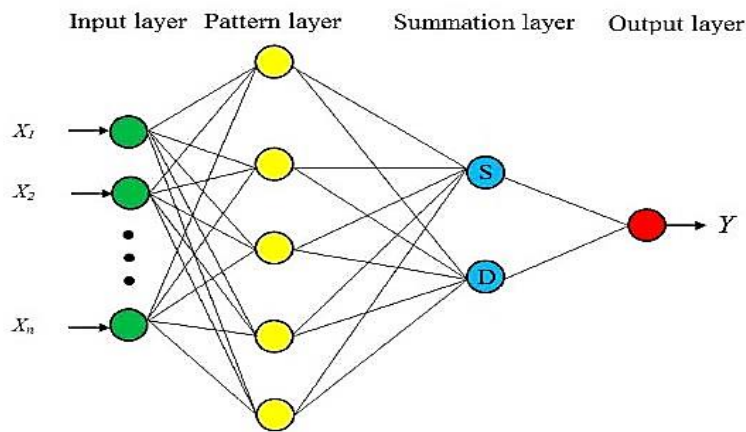 Input layer Pattern layer Summation layer Output layer
X1
X2
S
Y
D
Xn